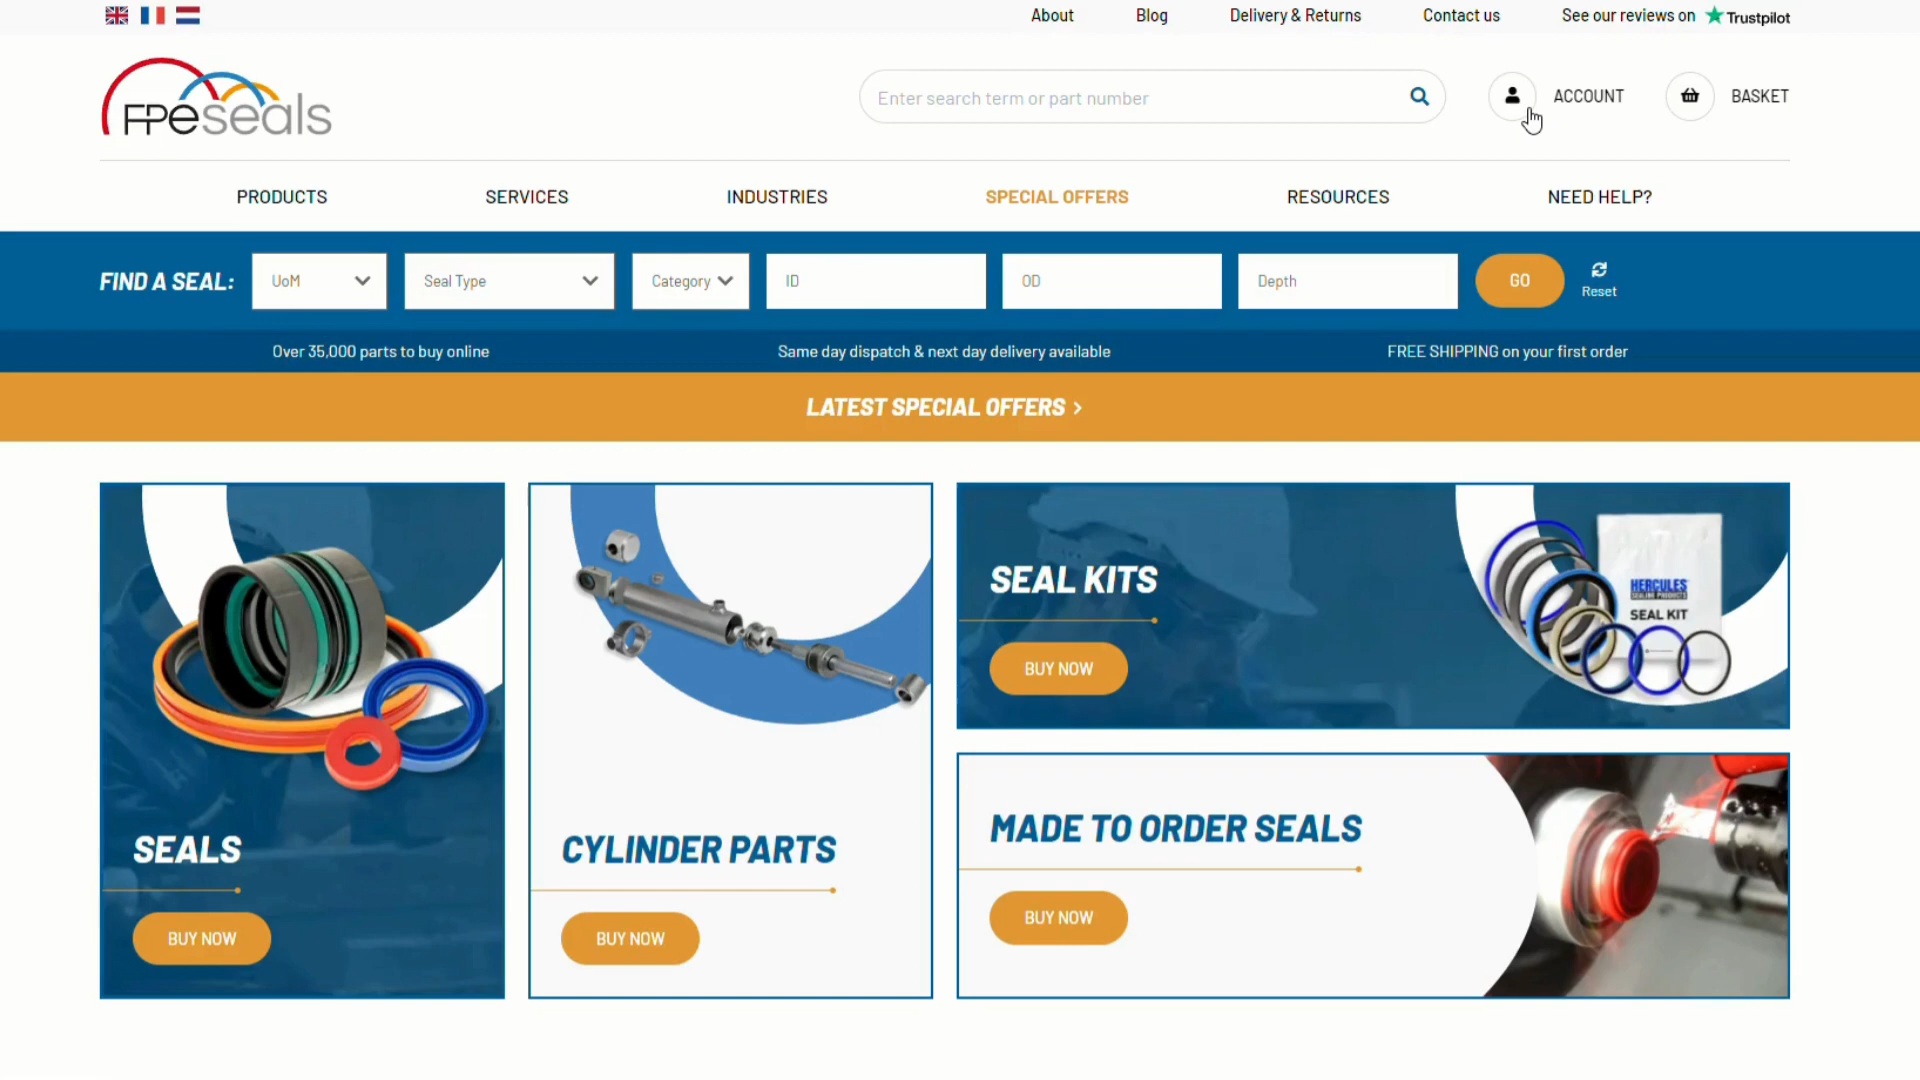 About
Blog
Delivery & Returns
Contact us
See our reviews on Trustpilot
FPeseals
Enter search term or part number
ACCOUNT
BASKET
PRODUCTS
SERVICES
INDUSTRIES
SPECIAL OFFERS
RESOURCES
NEED HELP?
FIND A SEAL:
UoM
Seal Type
Category
ID
OD
Depth
GO
Reset
Over 35,000 parts to buy online
Same day dispatch & next day delivery available
FREE SHIPPING on your first order
LATEST SPECIAL OFFERS >
SEALS
BUY NOW
CYLINDER PARTS
BUY NOW
SEAL KITS
BUY NOW
HERCULES
SEALING PRODUCTS
SEAL KIT
MADE TO ORDER SEALS
BUY NOW